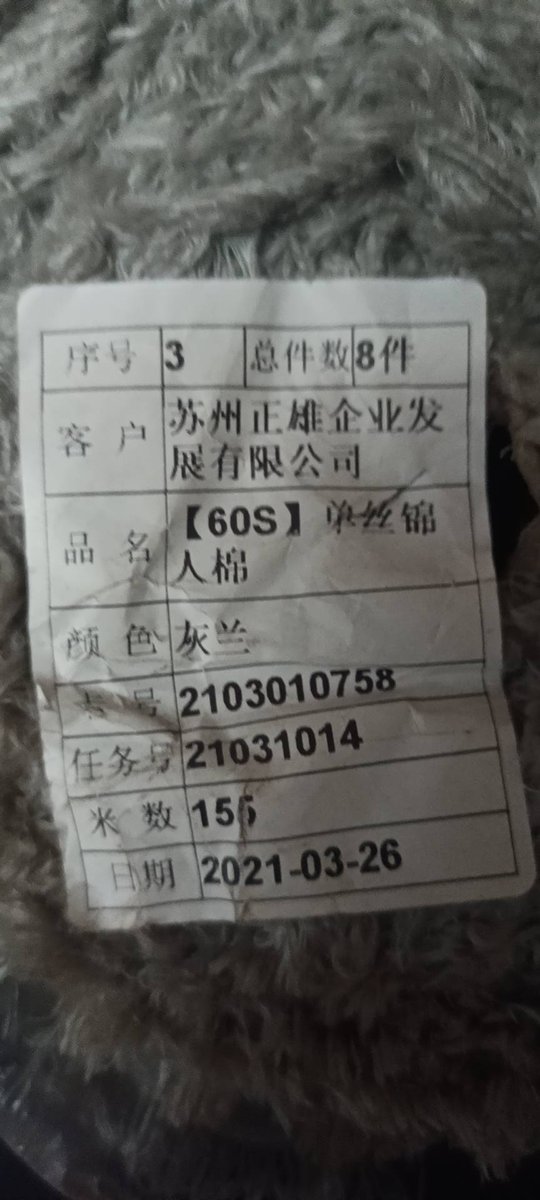 序号 3 总件数 8件
客 户 苏州正雄企业发
展有限公司
品 名 【60S】单丝锦
人棉
颜 色 灰兰
号 2103010758
任务号 21031014
米 数 155
日期 2021-03-26